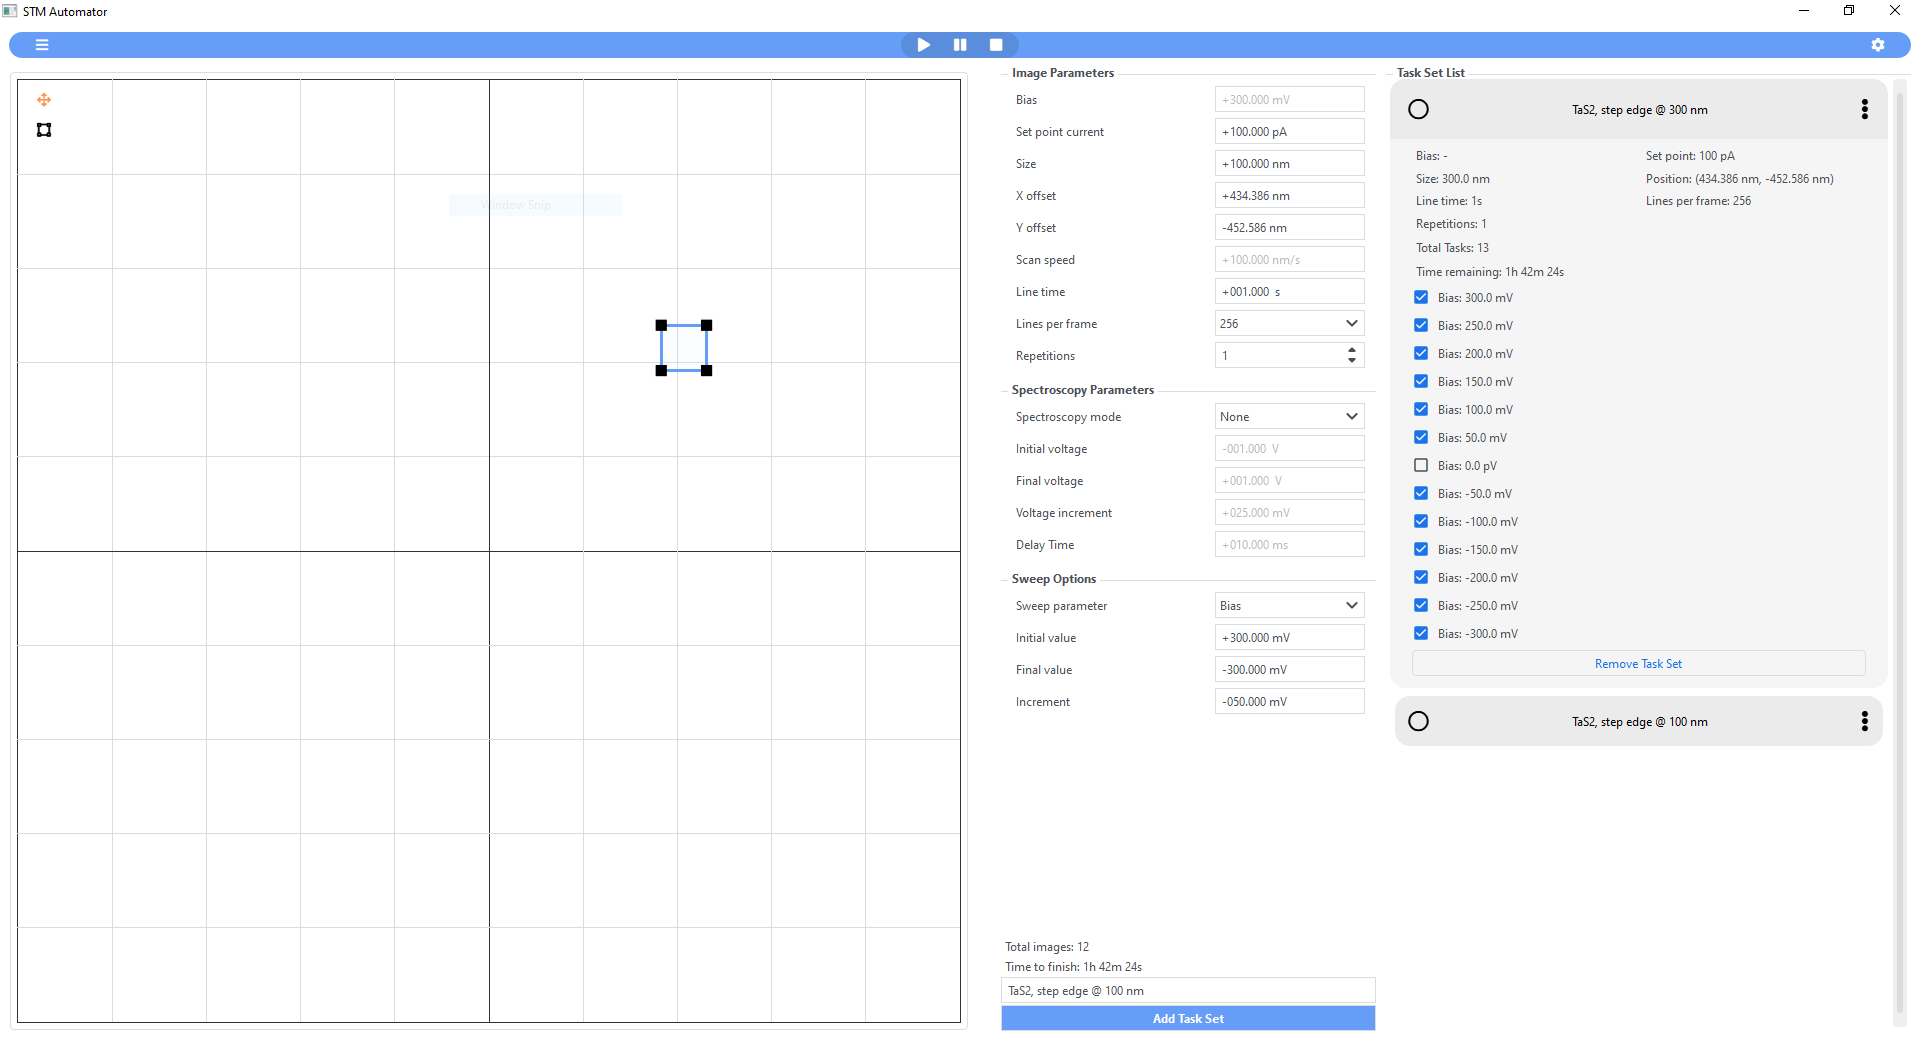 STM Automator
Window Snip
Image Parameters
Bias +300.000 mV
Set point current +100.000 pA
Size +100.000 nm
X offset +434.386 nm
Y offset -452.586 nm
Scan speed +100.000 nm/s
Line time +001.000 s
Lines per frame 256
Repetitions 1
Spectroscopy Parameters
Spectroscopy mode None
Initial voltage -001.000 V
Final voltage +001.000 V
Voltage increment +025.000 mV
Delay Time +010.000 ms
Sweep Options
Sweep parameter Bias
Initial value +300.000 mV
Final value -300.000 mV
Increment -050.000 mV
Total images: 12
Time to finish: 1h 42m 24s
TaS2, step edge @ 100 nm
Add Task Set
Task Set List
TaS2, step edge @ 300 nm
Bias: - Set point: 100 pA
Size: 300.0 nm Position: (434.386 nm, -452.586 nm)
Line time: 1s Lines per frame: 256
Repetitions: 1
Total Tasks: 13
Time remaining: 1h 42m 24s
Bias: 300.0 mV
Bias: 250.0 mV
Bias: 200.0 mV
Bias: 150.0 mV
Bias: 100.0 mV
Bias: 50.0 mV
Bias: 0.0 pV
Bias: -50.0 mV
Bias: -100.0 mV
Bias: -150.0 mV
Bias: -200.0 mV
Bias: -250.0 mV
Bias: -300.0 mV
Remove Task Set
TaS2, step edge @ 100 nm